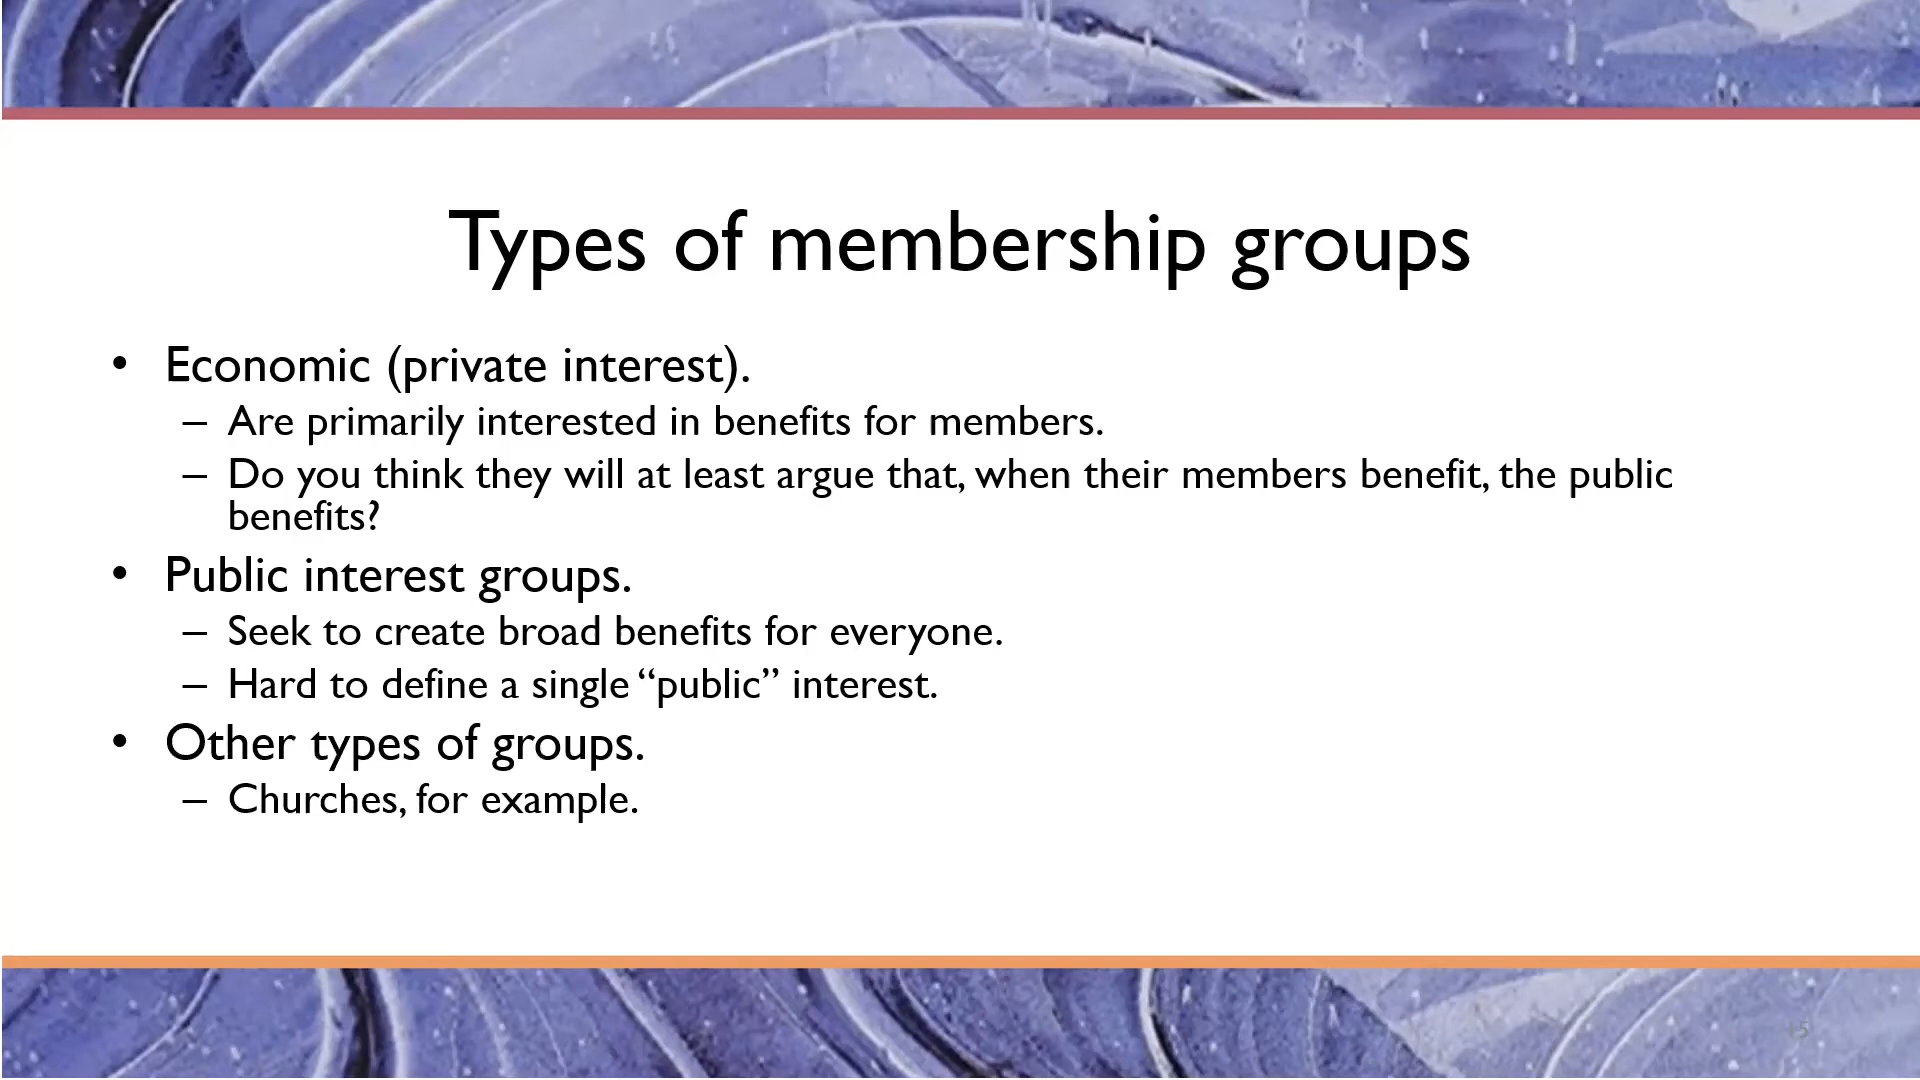 Types of membership groups
• Economic (private interest).
– Are primarily interested in benefits for members.
– Do you think they will at least argue that, when their members benefit, the public
benefits?
• Public interest groups.
– Seek to create broad benefits for everyone.
– Hard to define a single “public” interest.
• Other types of groups.
– Churches, for example.